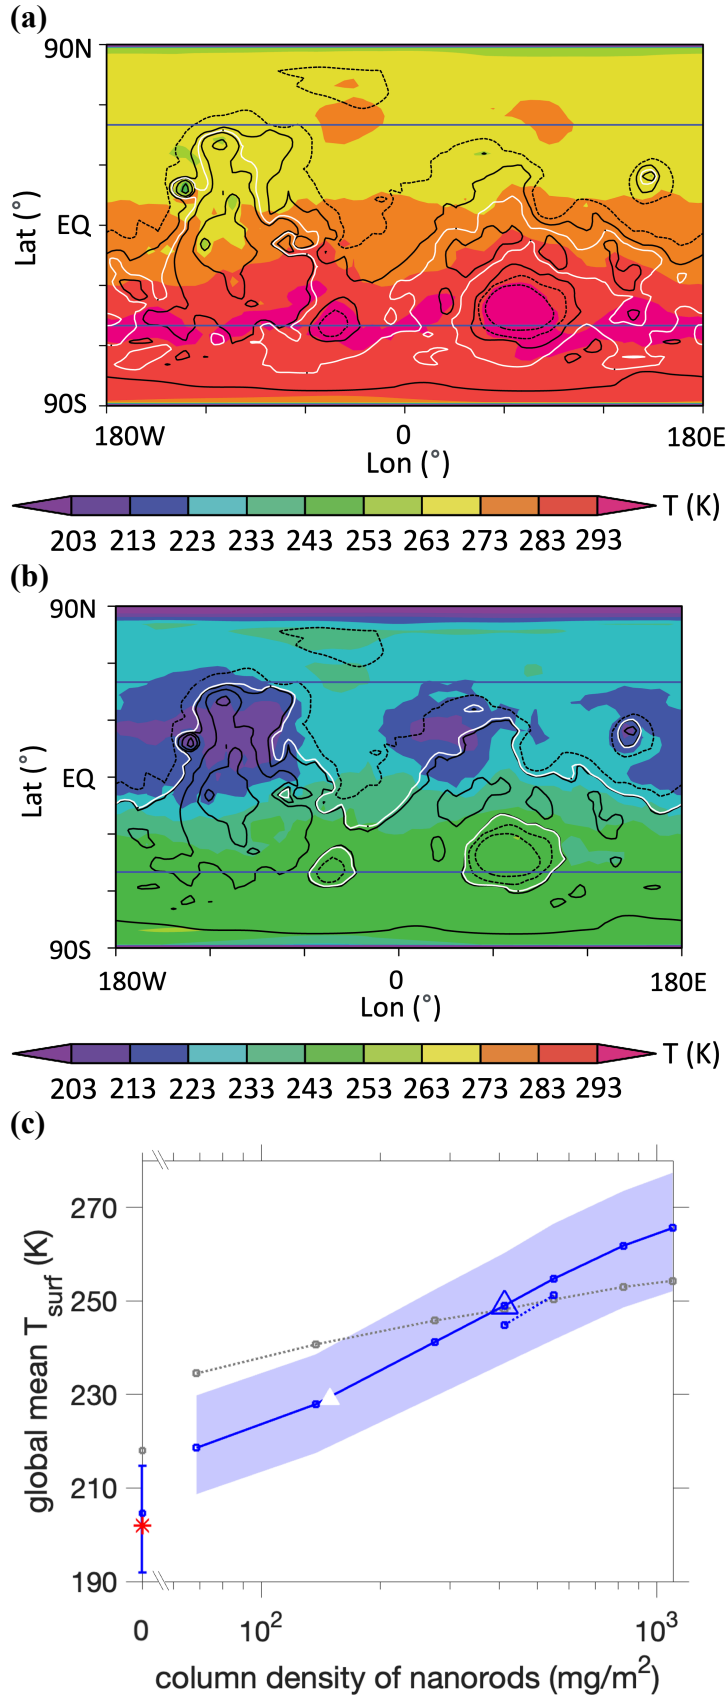 (a)
90N
Lat (°)
EQ
90S
180W 0 180E
Lon (°)
T (K)
203 213 223 233 243 253 263 273 283 293
(b)
90N
Lat (°)
EQ
90S
180W 0 180E
Lon (°)
T (K)
203 213 223 233 243 253 263 273 283 293
(c)
global mean T_surf (K)
270
250
230
210
190
0 10² 10³
column density of nanorods (mg/m²)